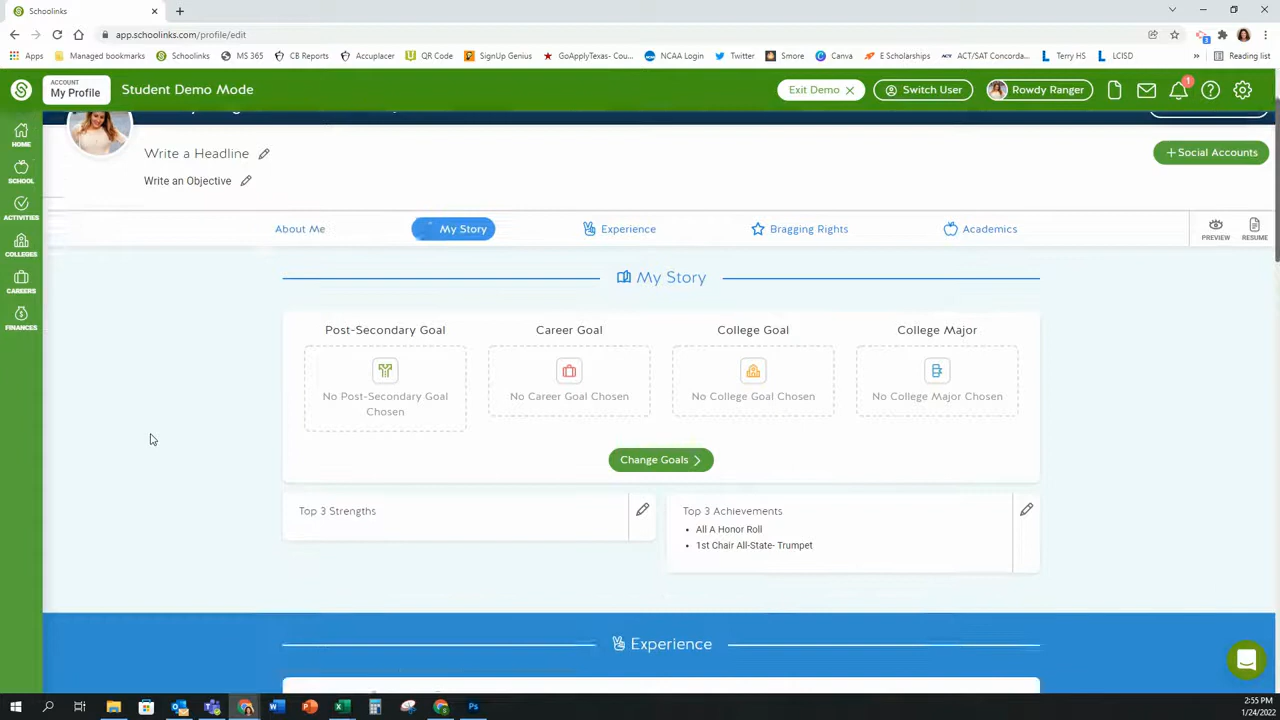 Schoolinks
app.schoolinks.com/profile/edit
Apps
Managed bookmarks
Schoolinks
MS 365
CB Reports
Accuplacer
QR Code
SignUp Genius
GoApplyTexas- Cou...
NCAA Login
Twitter
Smore
Canva
E Scholarships
ACT/SAT Concorda...
Terry HS
LCISD
»
Reading list
ACCOUNT
My Profile
Student Demo Mode
Exit Demo
Switch User
Rowdy Ranger
1
HOME
SCHOOL
ACTIVITIES
COLLEGES
CAREERS
FINANCES
Write a Headline
Write an Objective
+ Social Accounts
About Me
My Story
Experience
Bragging Rights
Academics
PREVIEW
RESUME
My Story
Post-Secondary Goal
Career Goal
College Goal
College Major
No Post-Secondary Goal
Chosen
No Career Goal Chosen
No College Goal Chosen
No College Major Chosen
Change Goals
Top 3 Strengths
Top 3 Achievements
• All A Honor Roll
• 1st Chair All-State- Trumpet
Experience
2:55 PM
1/24/2022